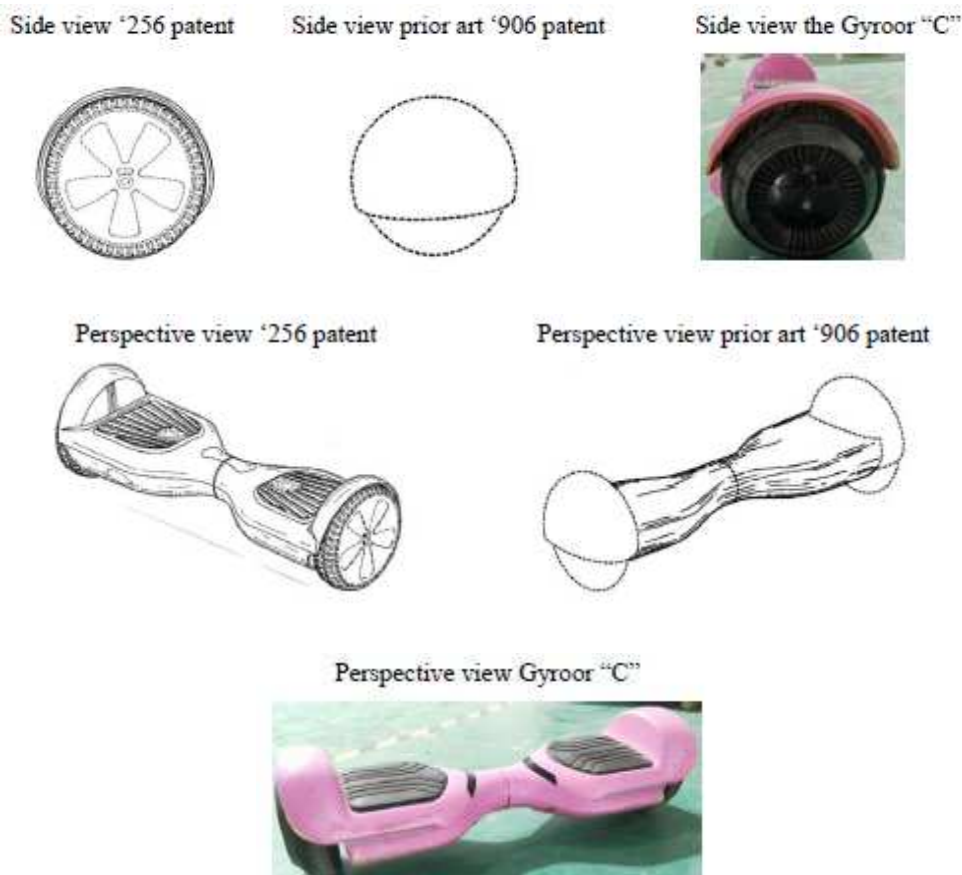 Side view ‘256 patent
Side view prior art ‘906 patent
Side view the Gyroor “C”
Perspective view ‘256 patent
Perspective view prior art ‘906 patent
Perspective view Gyroor “C”